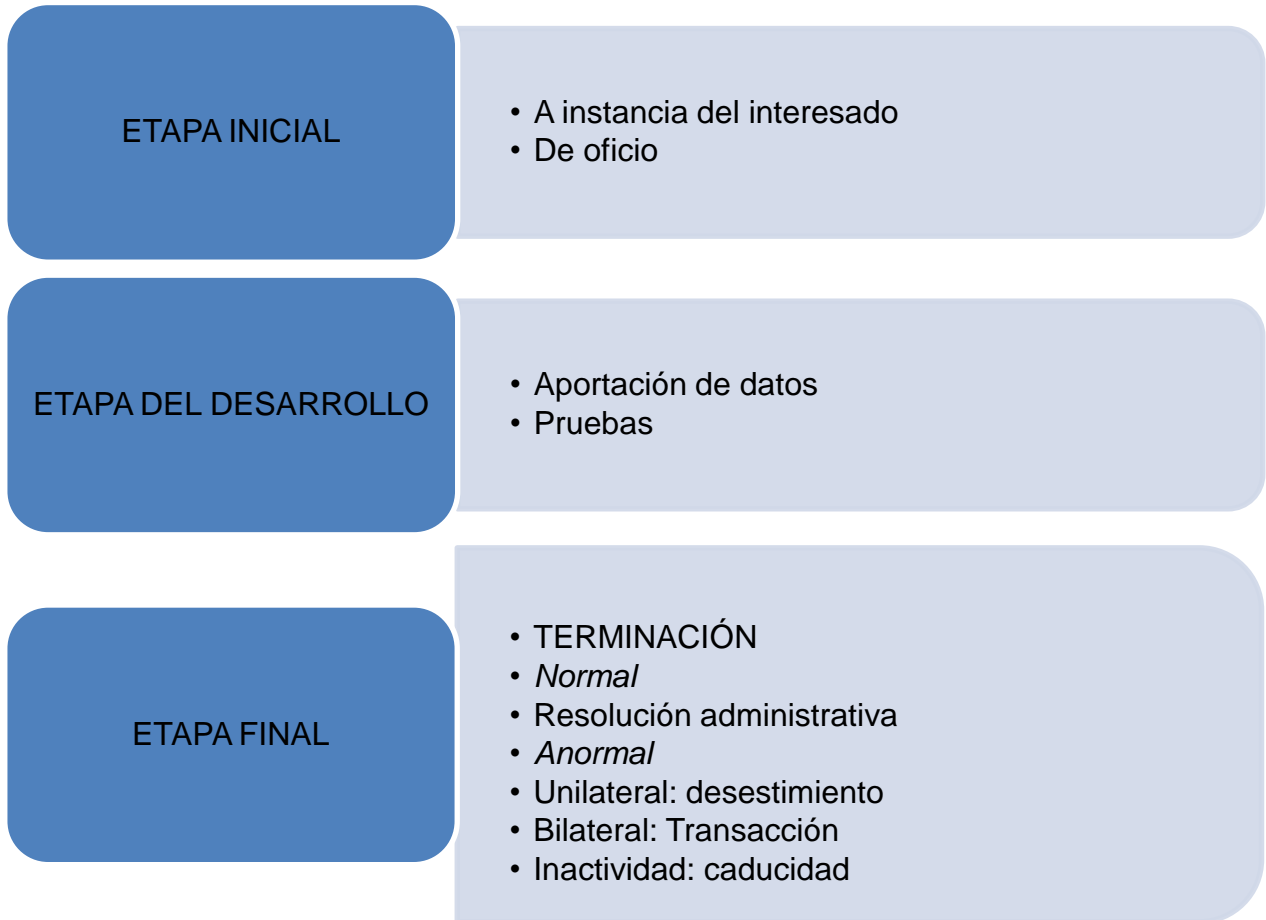 ETAPA INICIAL
• A instancia del interesado
• De oficio
ETAPA DEL DESARROLLO
• Aportación de datos
• Pruebas
ETAPA FINAL
• TERMINACIÓN
• Normal
• Resolución administrativa
• Anormal
• Unilateral: desestimiento
• Bilateral: Transacción
• Inactividad: caducidad